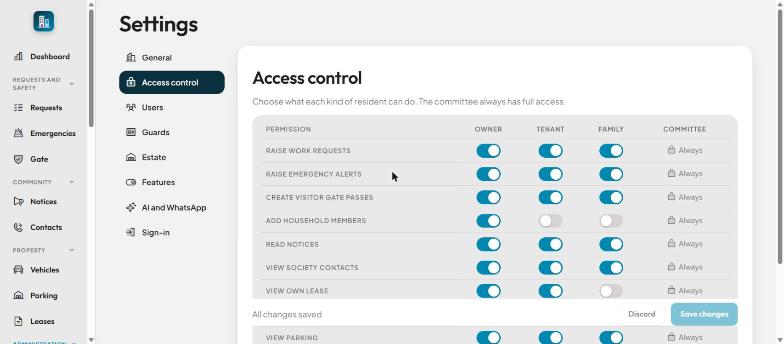 Settings
Dashboard
REQUESTS AND
SAFETY
Requests
Emergencies
Gate
COMMUNITY
Notices
Contacts
PROPERTY
Vehicles
Parking
Leases
General
Access control
Users
Guards
Estate
Features
AI and WhatsApp
Sign-in
Access control
Choose what each kind of resident can do. The committee always has full access.
PERMISSION OWNER TENANT FAMILY COMMITTEE
RAISE WORK REQUESTS Always
RAISE EMERGENCY ALERTS Always
CREATE VISITOR GATE PASSES Always
ADD HOUSEHOLD MEMBERS Always
READ NOTICES Always
VIEW SOCIETY CONTACTS Always
VIEW OWN LEASE Always
All changes saved Discard Save changes
VIEW PARKING Always